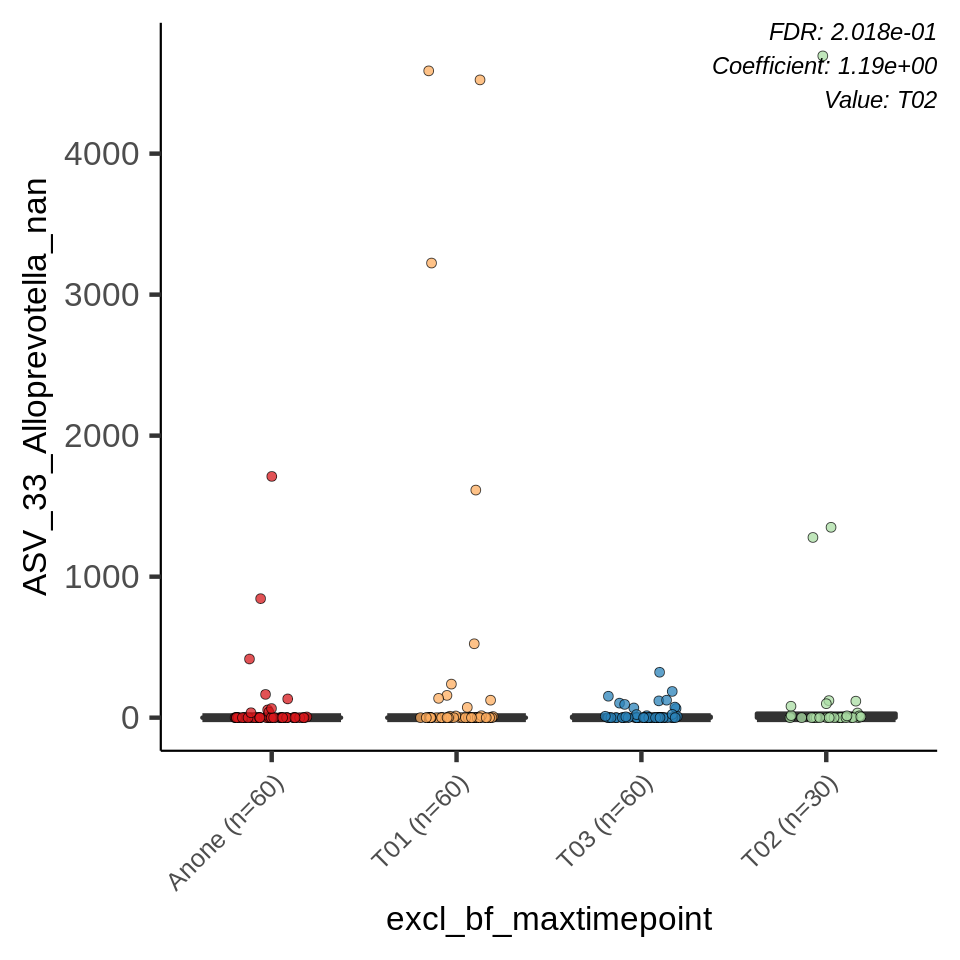 FDR: 2.018e-01
Coefficient: 1.19e+00
Value: T02
ASV_33_Alloprevotella_nan
4000
3000
2000
1000
0
Anone (n=60)
T01 (n=60)
T03 (n=60)
T02 (n=30)
excl_bf_maxtimepoint